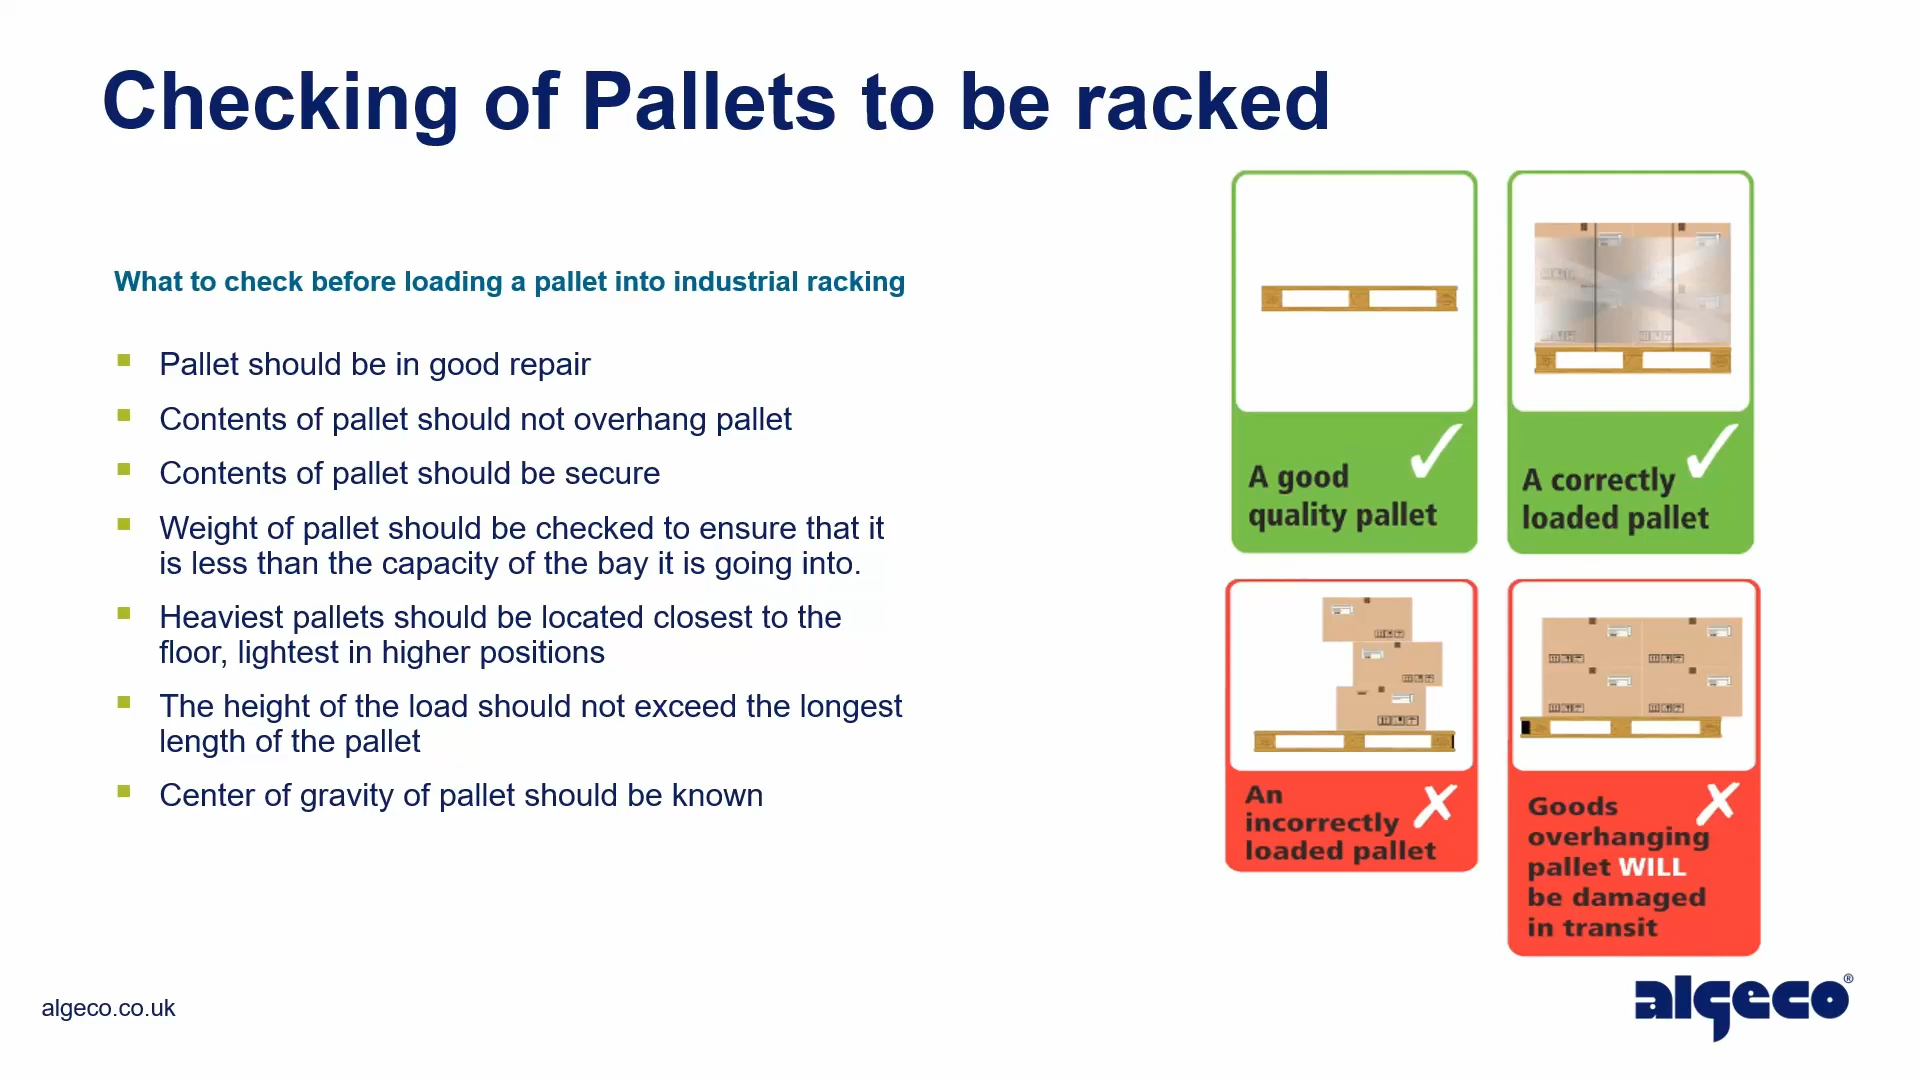 Checking of Pallets to be racked
What to check before loading a pallet into industrial racking
Pallet should be in good repair
Contents of pallet should not overhang pallet
Contents of pallet should be secure
Weight of pallet should be checked to ensure that it
is less than the capacity of the bay it is going into.
Heaviest pallets should be located closest to the
floor, lightest in higher positions
The height of the load should not exceed the longest
length of the pallet
Center of gravity of pallet should be known
A good
quality pallet
A correctly
loaded pallet
An
incorrectly
loaded pallet
Goods
overhanging
pallet WILL
be damaged
in transit
algeco.co.uk
algeco®